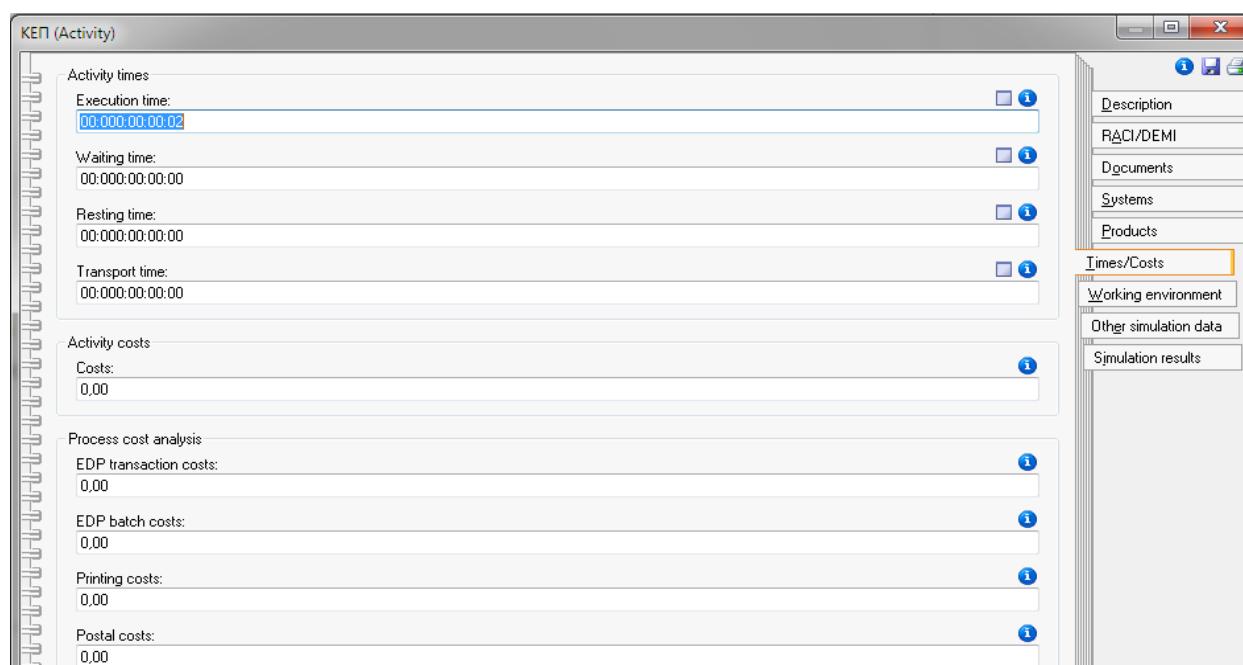 КЕП (Activity)
Activity times
Execution time:
00:000:00:00:02
Waiting time:
00:000:00:00:00
Resting time:
00:000:00:00:00
Transport time:
00:000:00:00:00
Activity costs
Costs:
0,00
Process cost analysis
EDP transaction costs:
0,00
EDP batch costs:
0,00
Printing costs:
0,00
Postal costs:
0,00
Description
RACI/DEMI
Documents
Systems
Products
Times/Costs
Working environment
Other simulation data
Simulation results